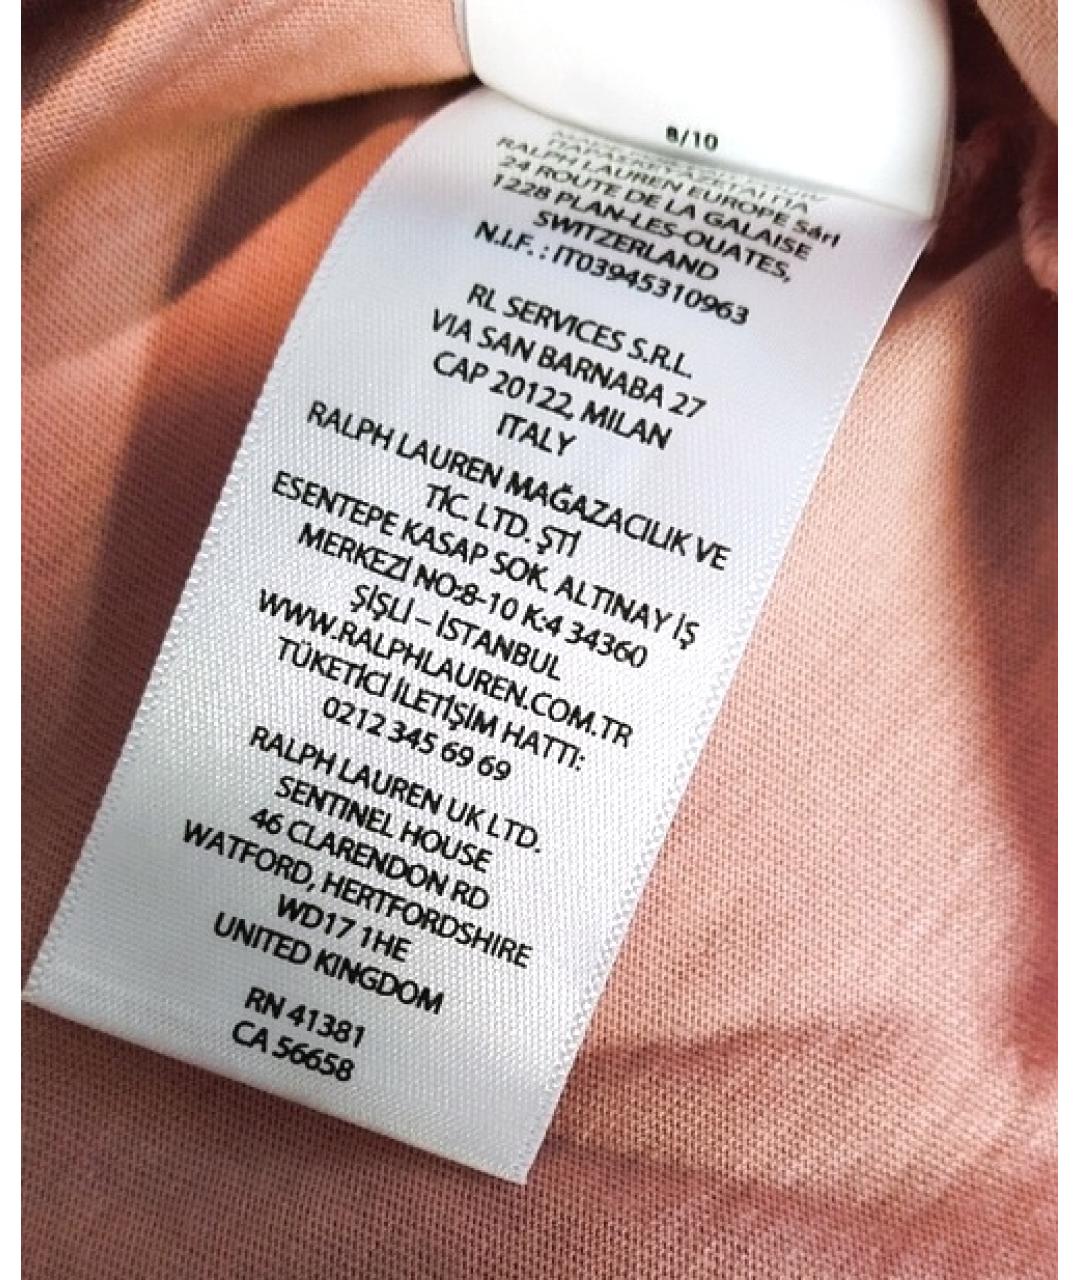 8/10
RALPH LAUREN EUROPE Sárl
24 ROUTE DE LA GALAISE
1228 PLAN-LES-OUATES,
SWITZERLAND
N.I.F. : IT03945310963
RL SERVICES S.R.L.
VIA SAN BARNABA 27
CAP 20122, MILAN
ITALY
RALPH LAUREN MAĞAZACILIK VE
TİC. LTD. ŞTİ
ESENTEPE KASAP SOK. ALTINAY İŞ
MERKEZİ NO:8-10 K:4 34360
ŞİŞLİ – İSTANBUL
WWW.RALPHLAUREN.COM.TR
TÜKETİCİ İLETİŞİM HATTI:
0212 345 69 69
RALPH LAUREN UK LTD.
SENTINEL HOUSE
46 CLARENDON RD
WATFORD, HERTFORDSHIRE
WD17 1HE
UNITED KINGDOM
RN 41381
CA 56658